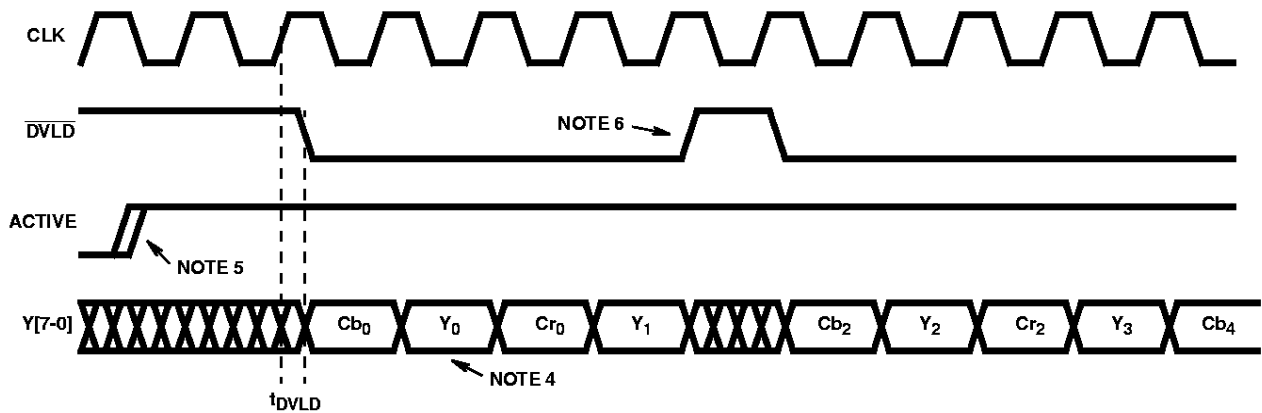 CLK
DVLD
NOTE 6
ACTIVE
NOTE 5
Y[7-0]
Cb0 Y0 Cr0 Y1 Cb2 Y2 Cr2 Y3 Cb4
NOTE 4
tDVLD